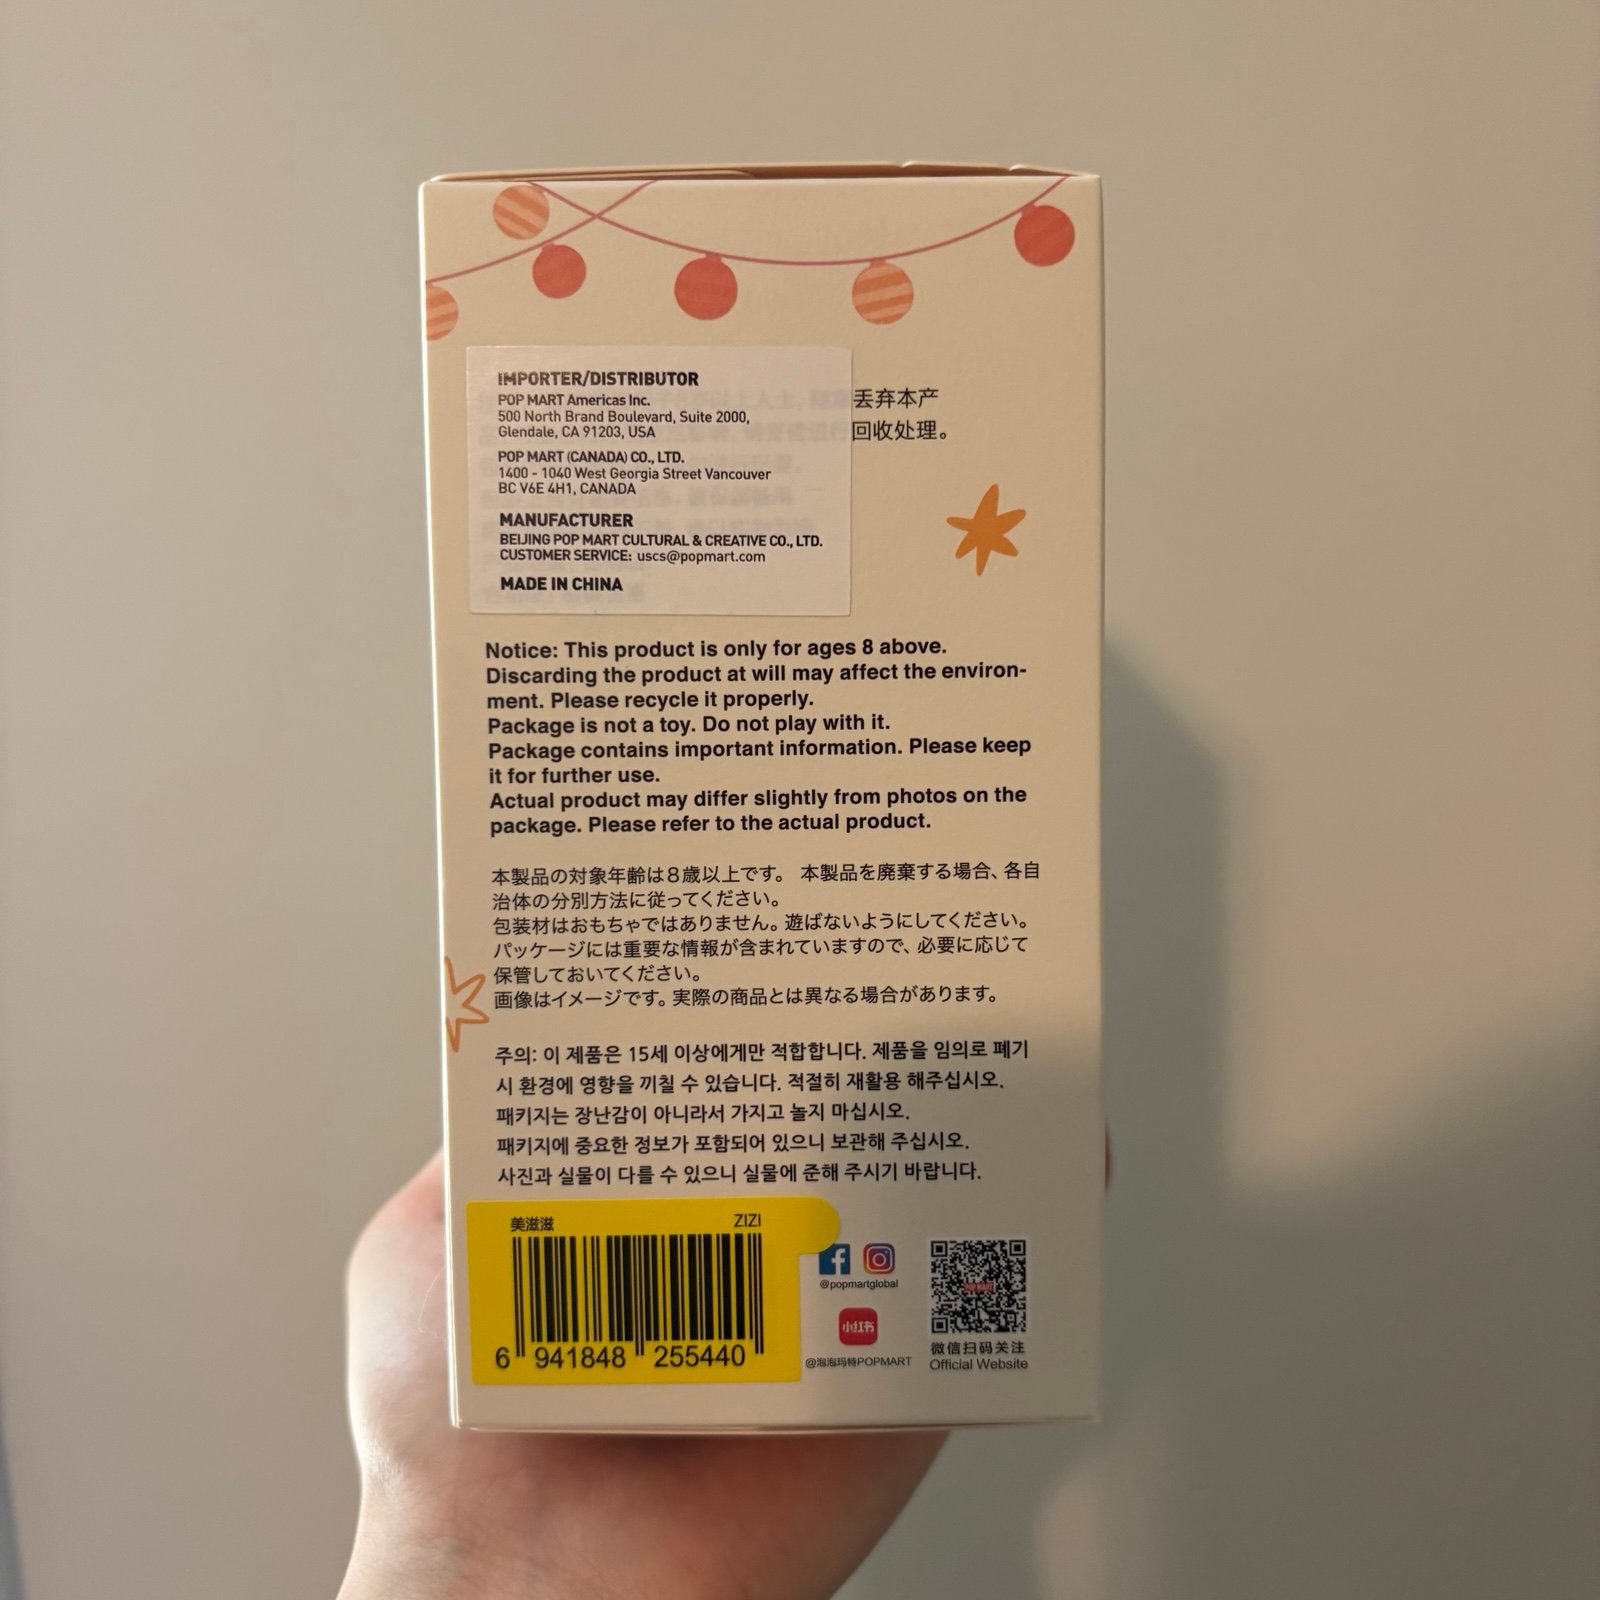 IMPORTER/DISTRIBUTOR
POP MART Americas Inc.
500 North Brand Boulevard, Suite 2000,
Glendale, CA 91203, USA
POP MART (CANADA) CO., LTD.
1400 - 1040 West Georgia Street Vancouver
BC V6E 4H1, CANADA
MANUFACTURER
BEIJING POP MART CULTURAL & CREATIVE CO., LTD.
CUSTOMER SERVICE: uscs@popmart.com
MADE IN CHINA
丢弃本产
回收处理。
Notice: This product is only for ages 8 above.
Discarding the product at will may affect the environ-
ment. Please recycle it properly.
Package is not a toy. Do not play with it.
Package contains important information. Please keep
it for further use.
Actual product may differ slightly from photos on the
package. Please refer to the actual product.
本製品の対象年齢は8歳以上です。 本製品を廃棄する場合、各自
治体の分別方法に従ってください。
包装材はおもちゃではありません。遊ばないようにしてください。
パッケージには重要な情報が含まれていますので、必要に応じて
保管しておいてください。
画像はイメージです。実際の商品とは異なる場合があります。
주의: 이 제품은 15세 이상에게만 적합합니다. 제품을 임의로 폐기
시 환경에 영향을 끼칠 수 있습니다. 적절히 재활용 해주십시오.
패키지는 장난감이 아니라서 가지고 놀지 마십시오.
패키지에 중요한 정보가 포함되어 있으니 보관해 주십시오.
사진과 실물이 다를 수 있으니 실물에 준해 주시기 바랍니다.
美滋滋 ZIZI
6 941848 255440
@popmartglobal
小红书
@泡泡玛特POPMART
POP MART
微信扫码关注
Official Website